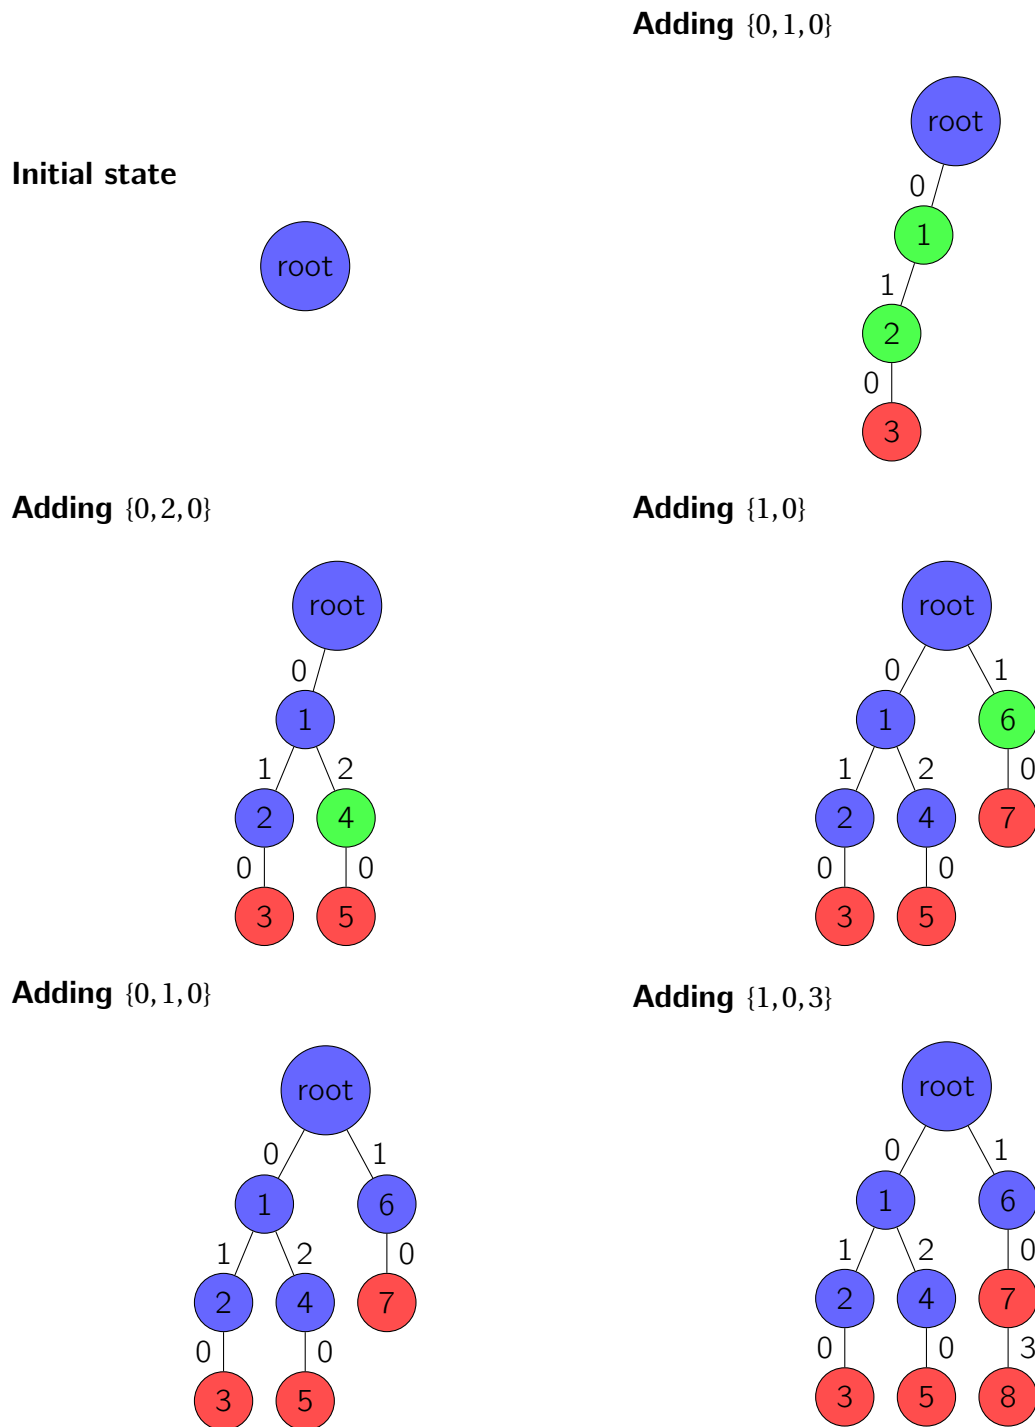 Adding {0,1,0}
root
0
1
1
2
0
3
Initial state
root
Adding {0,2,0}
root
0
1
1 2
2 4
0 0
3 5
Adding {1,0}
root
0 1
1 6
1 2 0
2 4 7
0 0
3 5
Adding {0,1,0}
root
0 1
1 6
1 2 0
2 4 7
0 0
3 5
Adding {1,0,3}
root
0 1
1 6
1 2 0
2 4 7
0 0 3
3 5 8